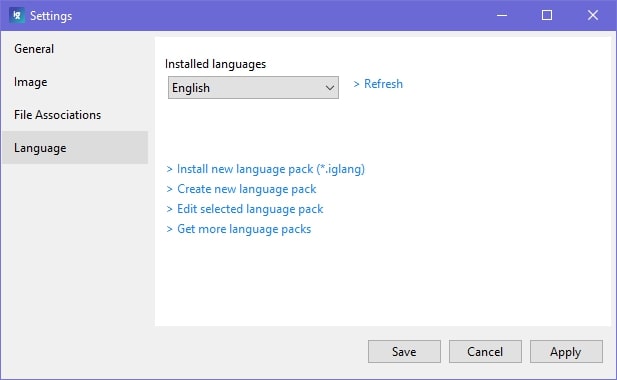 Settings
General
Image
File Associations
Language
Installed languages
English
> Refresh
> Install new language pack (*.iglang)
> Create new language pack
> Edit selected language pack
> Get more language packs
Save
Cancel
Apply